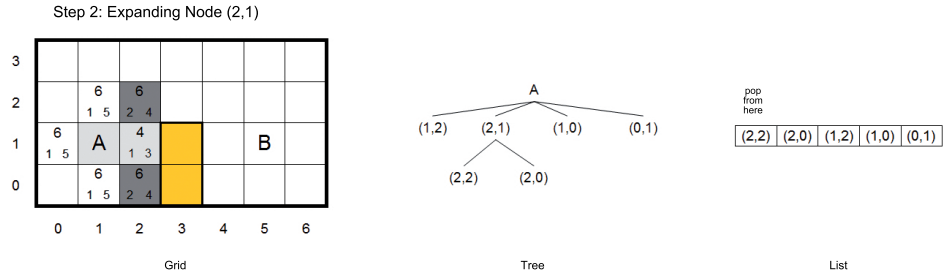 Step 2: Expanding Node (2,1)
3
2
6
1 5
6
2 4
1
6
1 5
A
4
1 3
B
0
6
1 5
6
2 4
0 1 2 3 4 5 6
Grid
A
(1,2) (2,1) (1,0) (0,1)
(2,2) (2,0)
Tree
pop
from
here
(2,2) (2,0) (1,2) (1,0) (0,1)
List